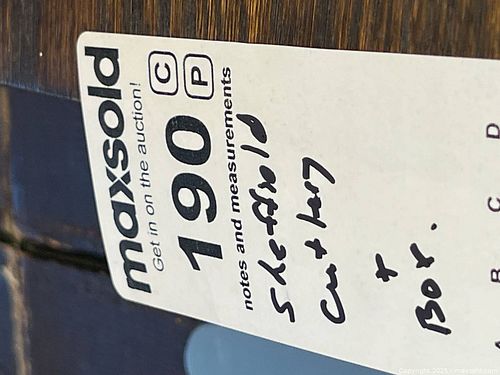 maxsold
Get in on the auction!
190
C
P
notes and measurements
Sheffield
Cutlery
+
Box.
A B C D